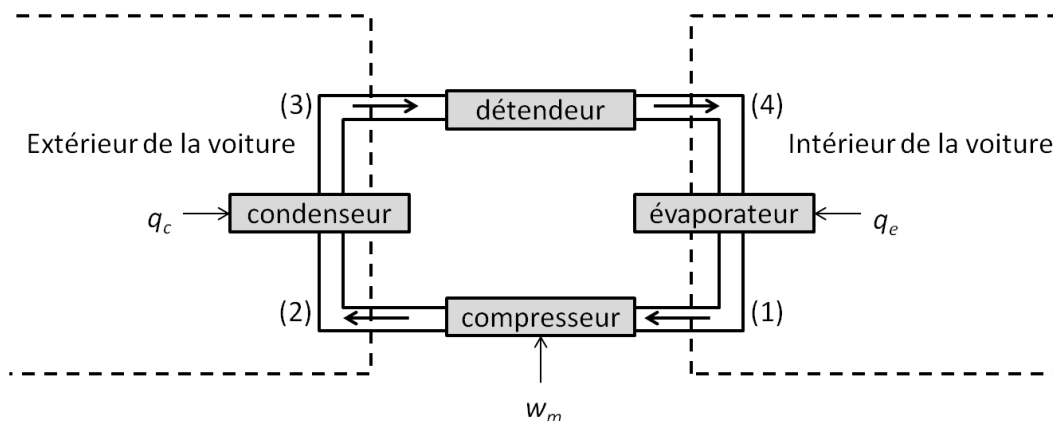 (3)
détendeur
(4)
Extérieur de la voiture
Intérieur de la voiture
condenseur
évaporateur
q_c
q_e
(2)
compresseur
(1)
w_m